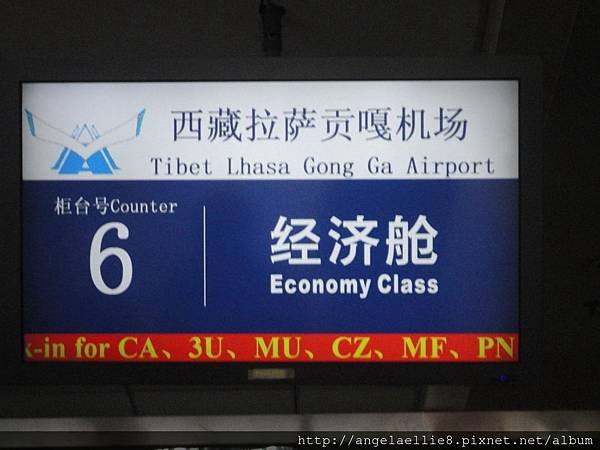 西藏拉萨贡嘎机场
Tibet Lhasa Gong Ga Airport
柜台号Counter
6
经济舱
Economy Class
k-in for CA、3U、MU、CZ、MF、PN
http://angelaellie8.pixnet.net/album